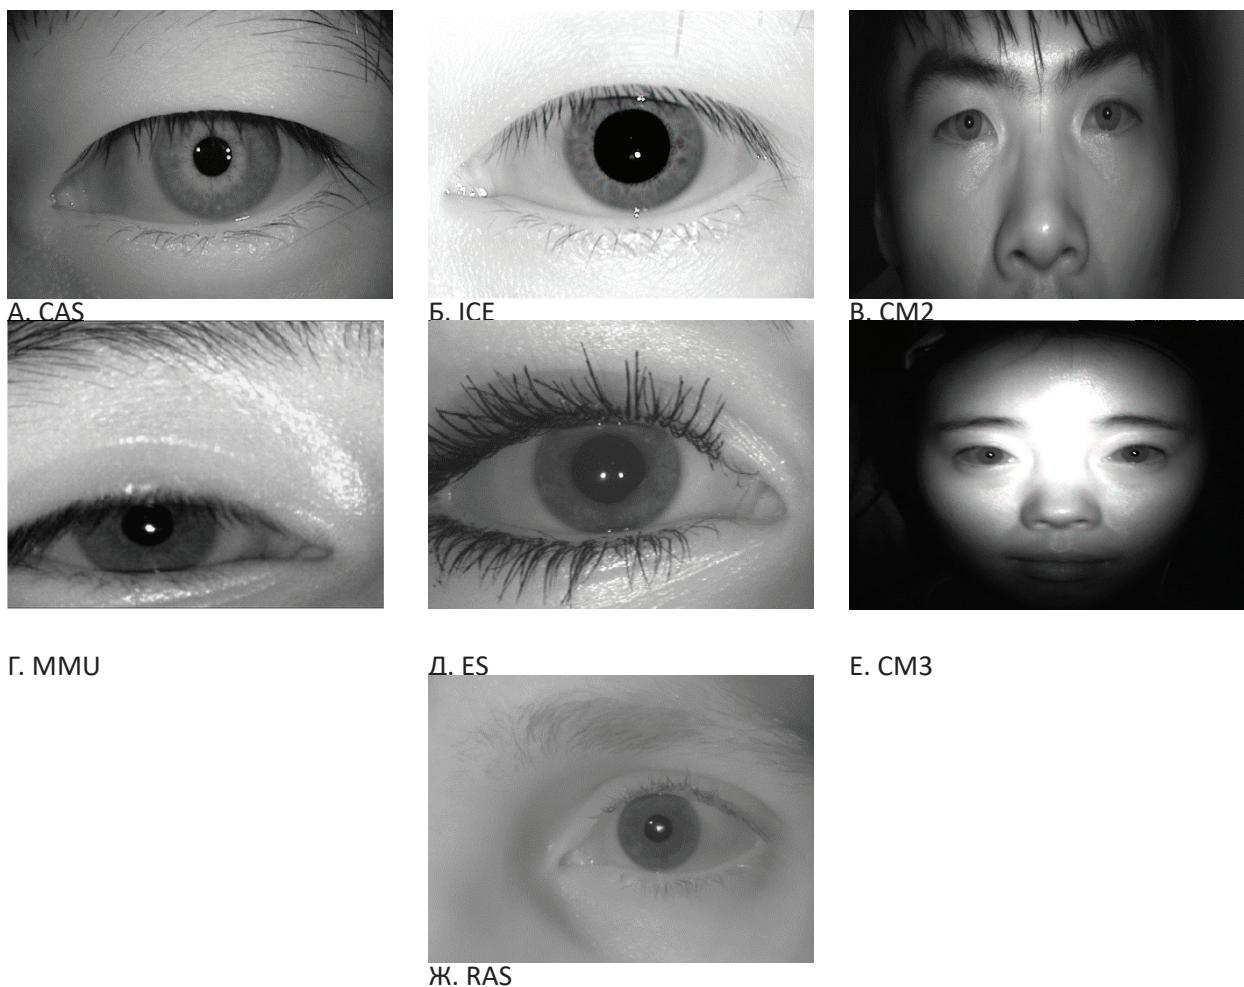 А. CAS
Б. ICE
В. CM2
Г. MMU
Д. ES
Е. CM3
Ж. RAS